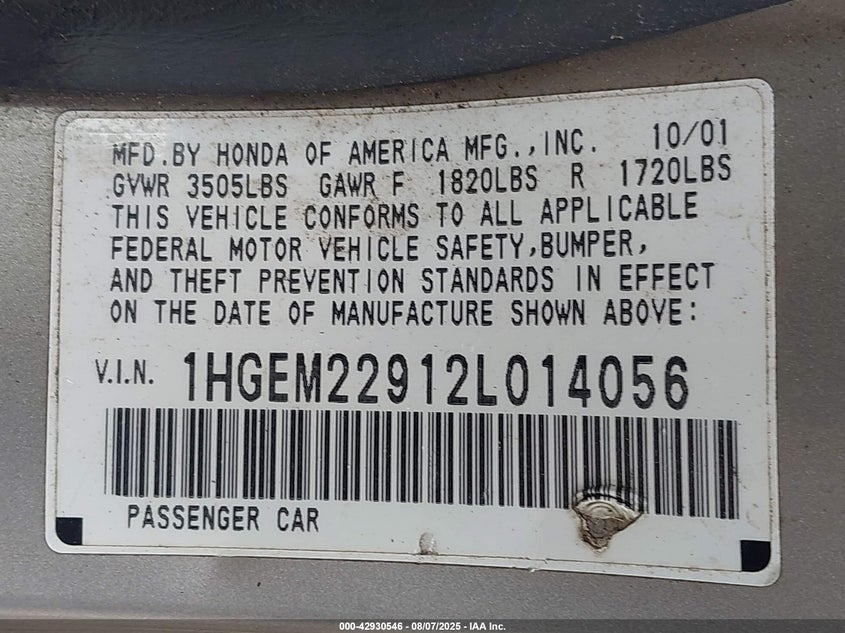 MFD.BY HONDA OF AMERICA MFG.,INC. 10/01
GVWR 3505LBS GAWR F 1820LBS R 1720LBS
THIS VEHICLE CONFORMS TO ALL APPLICABLE
FEDERAL MOTOR VEHICLE SAFETY,BUMPER,
AND THEFT PREVENTION STANDARDS IN EFFECT
ON THE DATE OF MANUFACTURE SHOWN ABOVE:
V.I.N. 1HGEM22912L014056
PASSENGER CAR
000-42930546 - 08/07/2025 - IAA Inc.